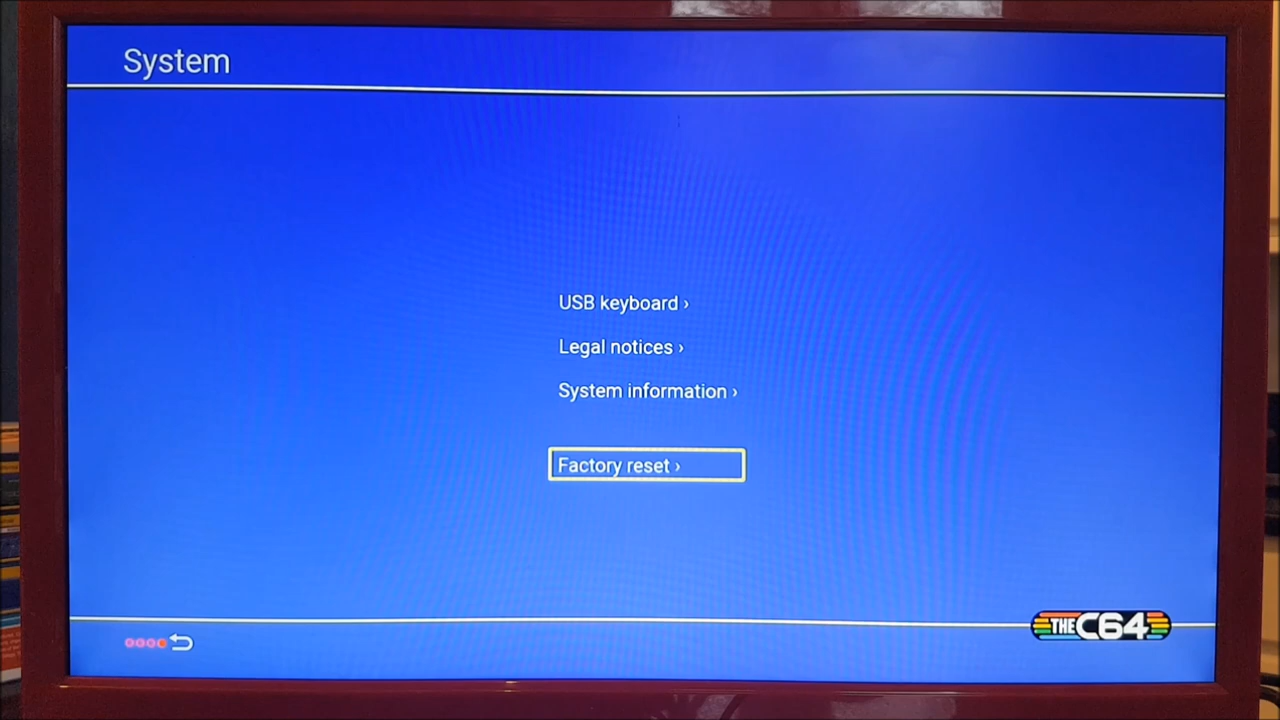 System
USB keyboard ›
Legal notices ›
System information ›
Factory reset ›
THEC64